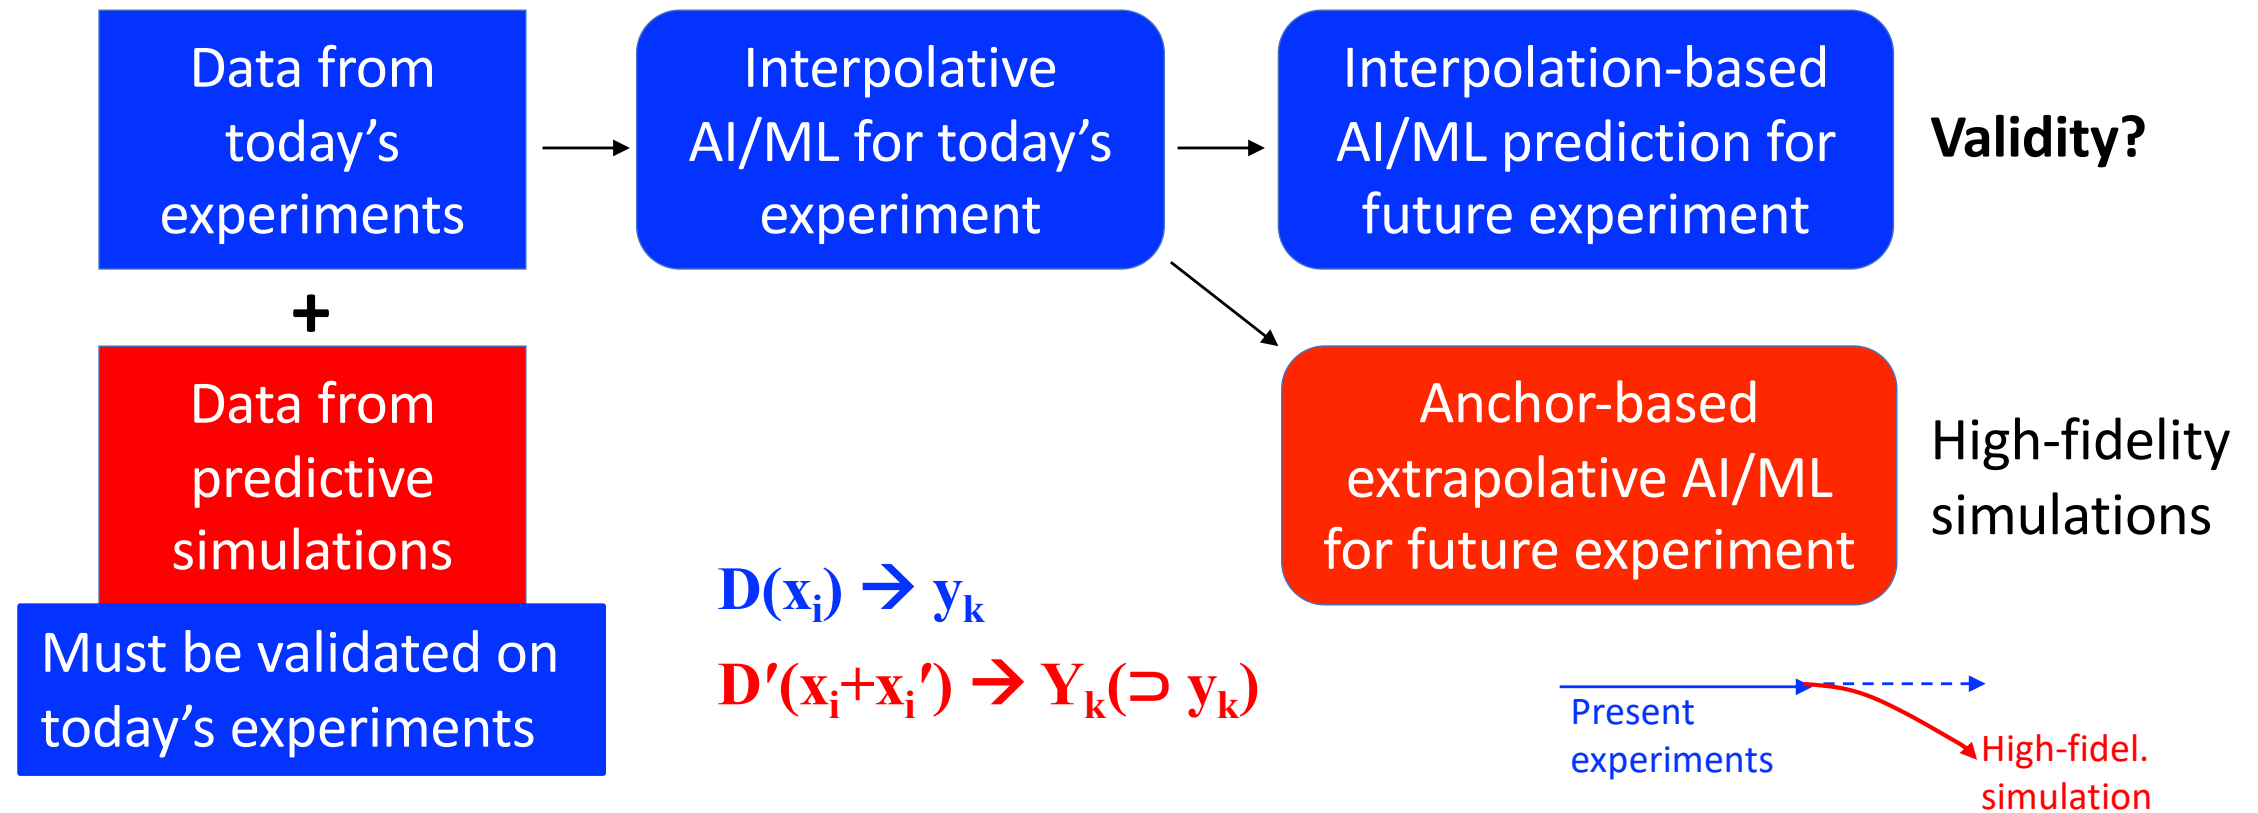 Data from
today's
experiments
Interpolative
AI/ML for today's
experiment
Interpolation-based
AI/ML prediction for
future experiment
Validity?
+
Data from
predictive
simulations
Must be validated on
today's experiments
Anchor-based
extrapolative AI/ML
for future experiment
High-fidelity
simulations
D(xᵢ) → yₖ
D′(xᵢ+xᵢ′) → Yₖ(⊃ yₖ)
Present
experiments
High-fidel.
simulation